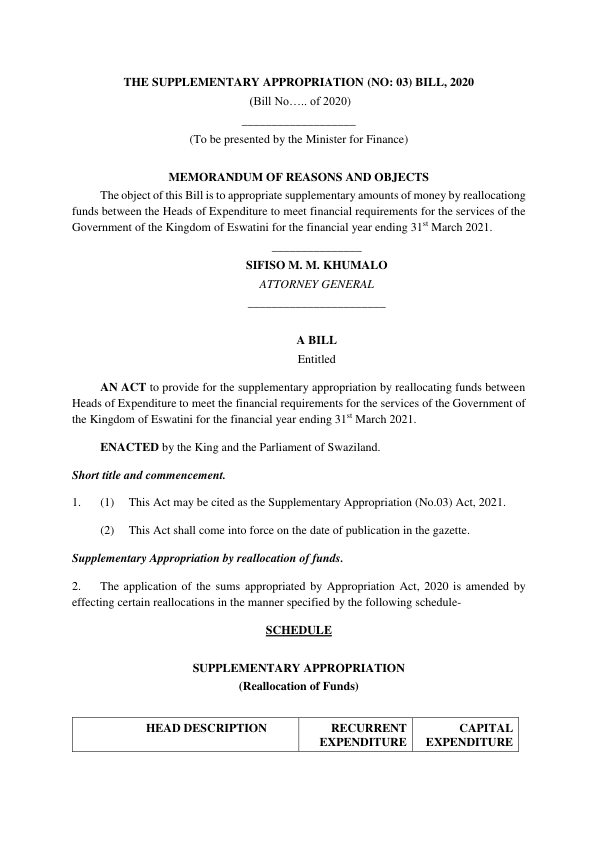 THE SUPPLEMENTARY APPROPRIATION (NO: 03) BILL, 2020
(Bill No….. of 2020)
(To be presented by the Minister for Finance)
MEMORANDUM OF REASONS AND OBJECTS
The object of this Bill is to appropriate supplementary amounts of money by reallocationg
funds between the Heads of Expenditure to meet financial requirements for the services of the
Government of the Kingdom of Eswatini for the financial year ending 31st March 2021.
SIFISO M. M. KHUMALO
ATTORNEY GENERAL
A BILL
Entitled
AN ACT to provide for the supplementary appropriation by reallocating funds between
Heads of Expenditure to meet the financial requirements for the services of the Government of
the Kingdom of Eswatini for the financial year ending 31st March 2021.
ENACTED by the King and the Parliament of Swaziland.
Short title and commencement.
1. (1) This Act may be cited as the Supplementary Appropriation (No.03) Act, 2021.
(2) This Act shall come into force on the date of publication in the gazette.
Supplementary Appropriation by reallocation of funds.
2. The application of the sums appropriated by Appropriation Act, 2020 is amended by
effecting certain reallocations in the manner specified by the following schedule-
SCHEDULE
SUPPLEMENTARY APPROPRIATION
(Reallocation of Funds)
HEAD DESCRIPTION RECURRENT CAPITAL
EXPENDITURE EXPENDITURE